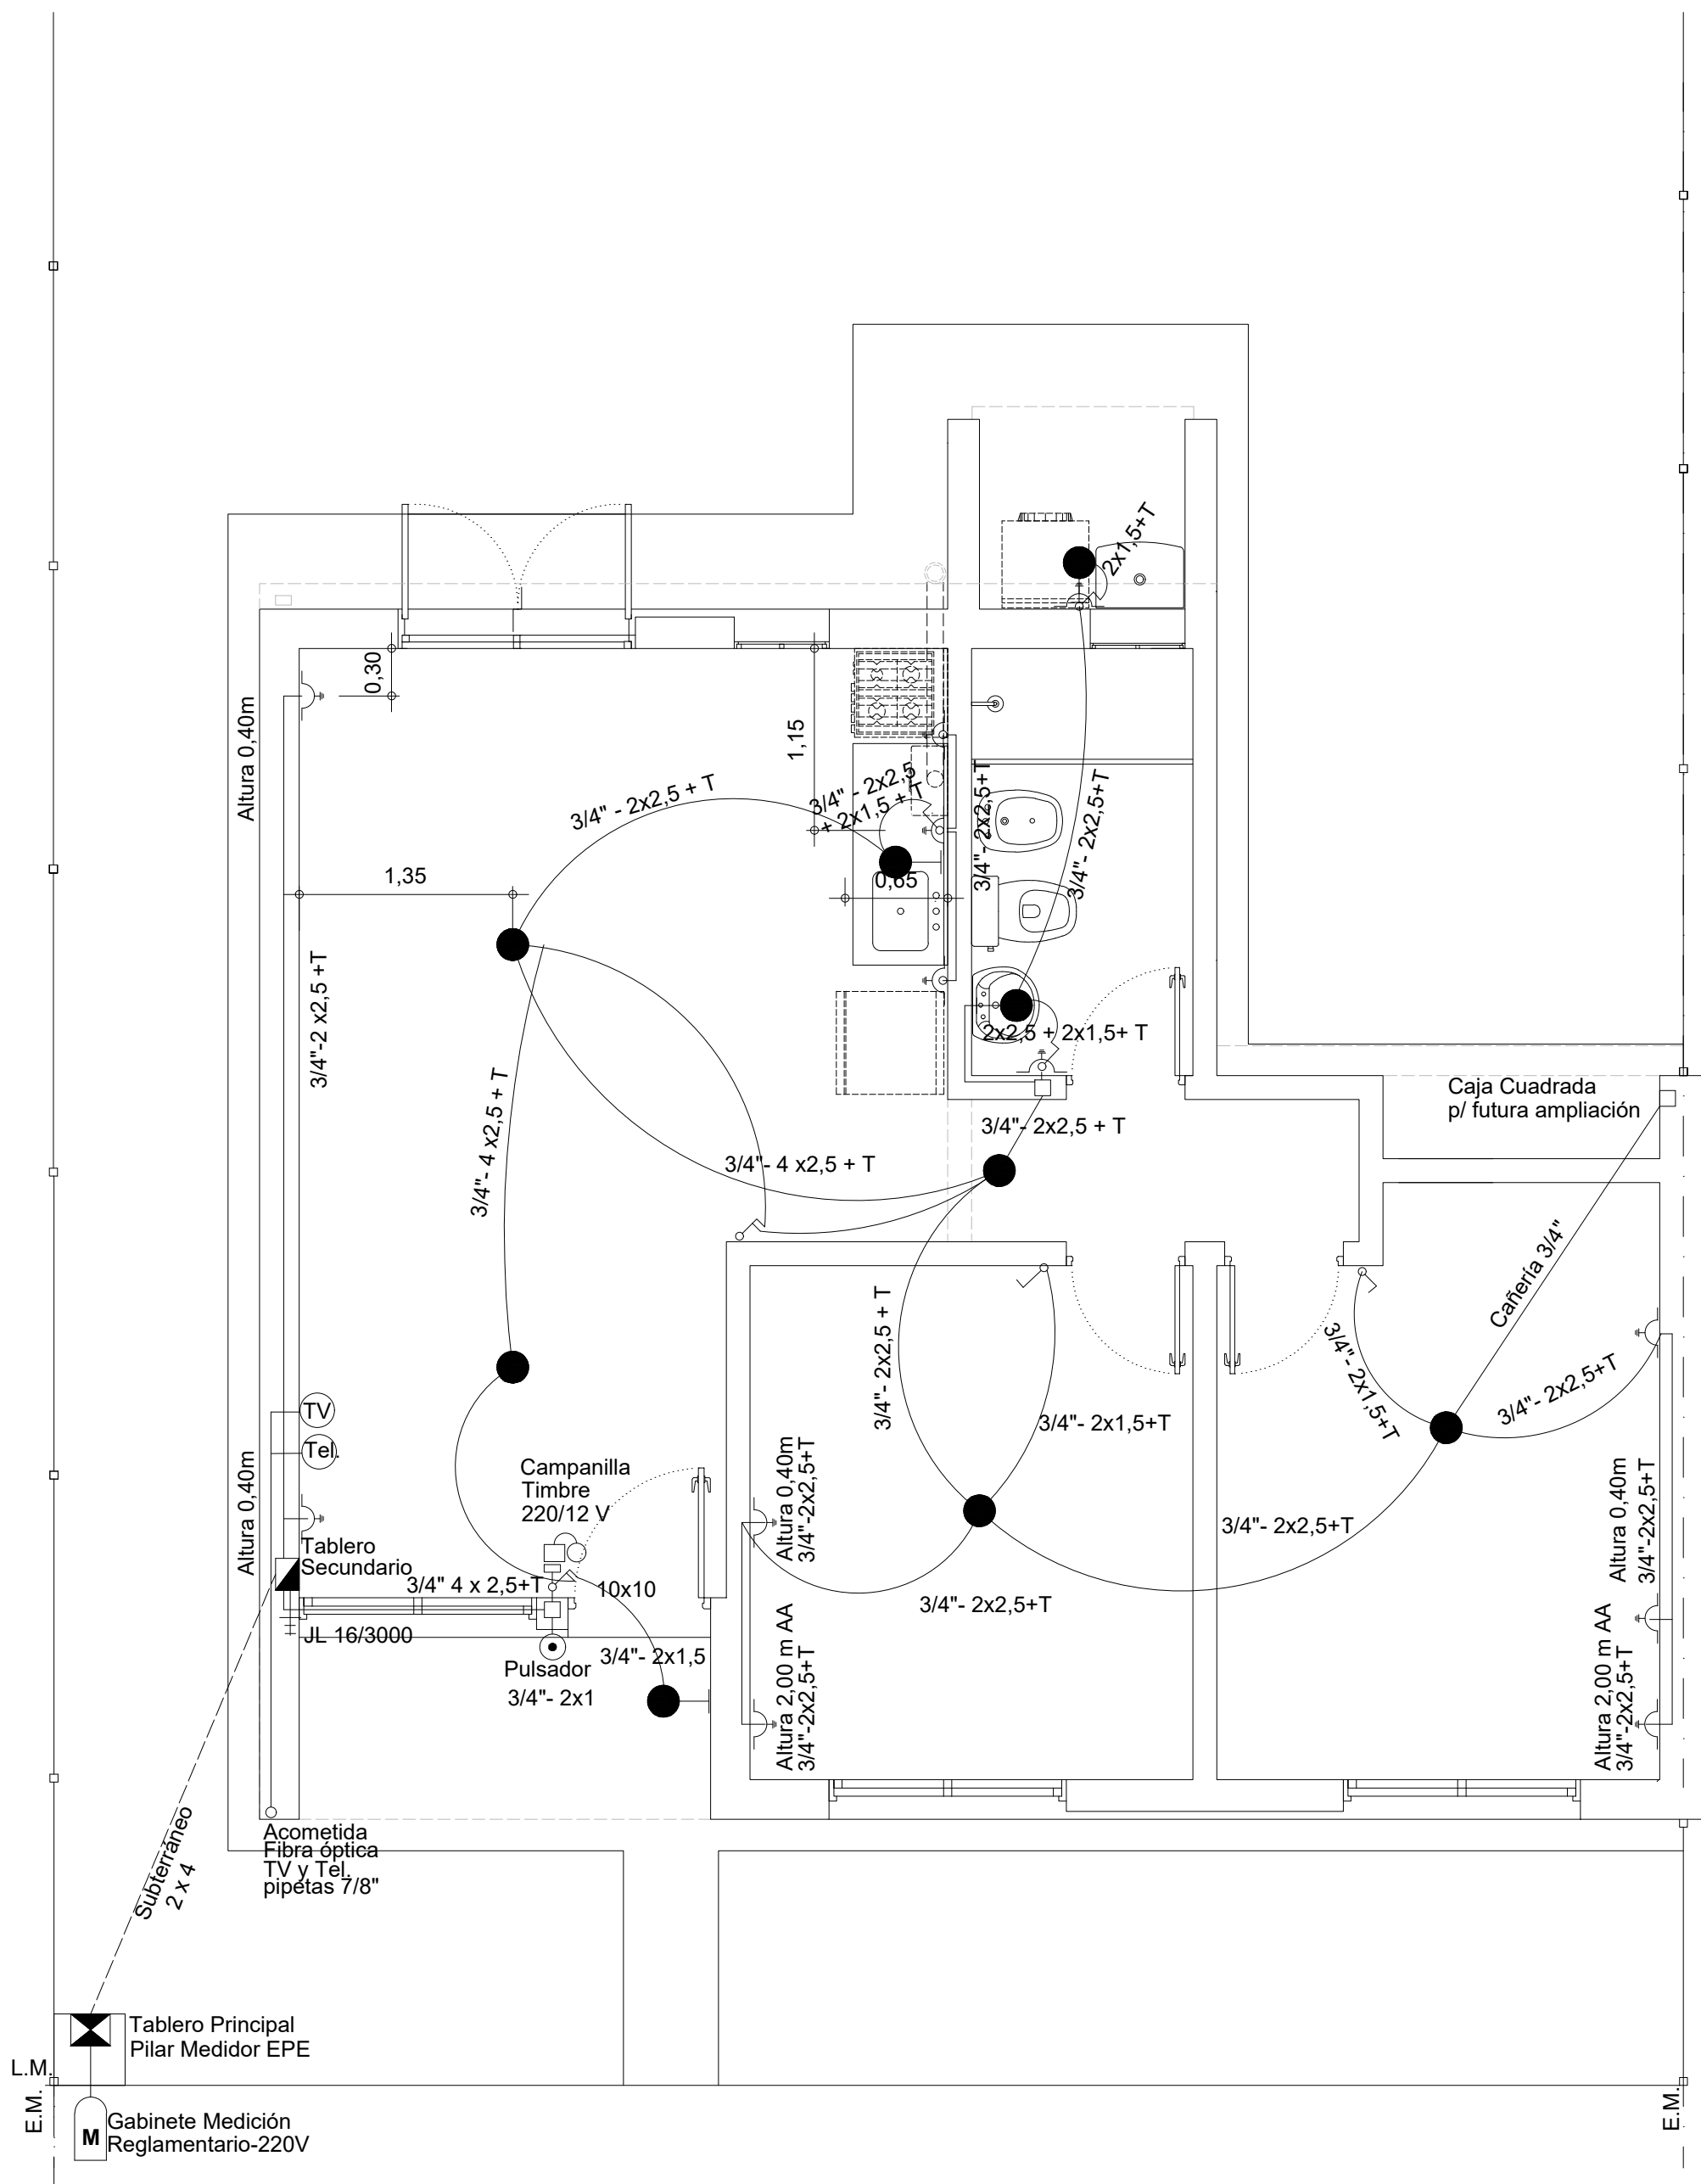 2x1,5+T
0,30
Altura 0,40m
1,15
3/4" - 2x2,5 + T
3/4" - 2x2,5
+ 2x1,5 + T
3/4"- 2x2,5+T
3/4"- 2x2,5+T
1,35
0,65
3/4"-2 x2,5 +T
2x2,5 + 2x1,5+ T
3/4"- 4 x2,5 + T
3/4"- 2x2,5 + T
3/4"- 4 x2,5 + T
Caja Cuadrada
p/ futura ampliación
Cañería 3/4"
3/4"- 2x2,5 + T
3/4"- 2x1,5+T
3/4"- 2x1,5+T
3/4"- 2x2,5+T
TV
Tel.
Altura 0,40m
Campanilla
Timbre
220/12 V
Altura 0,40m
3/4"-2x2,5+T
3/4"- 2x2,5+T
Altura 0,40m
3/4"-2x2,5+T
Tablero
Secundario
3/4" 4 x 2,5+T
10x10
3/4"- 2x2,5+T
JL 16/3000
Pulsador
3/4"- 2x1,5
3/4"- 2x1
Altura 2,00 m AA
3/4"-2x2,5+T
Altura 2,00 m AA
3/4"-2x2,5+T
Acometida
Fibra óptica
TV y Tel.
pipetas 7/8"
Subterráneo
2 x 4
Tablero Principal
Pilar Medidor EPE
L.M.
E.M.
E.M.
M
Gabinete Medición
Reglamentario-220V